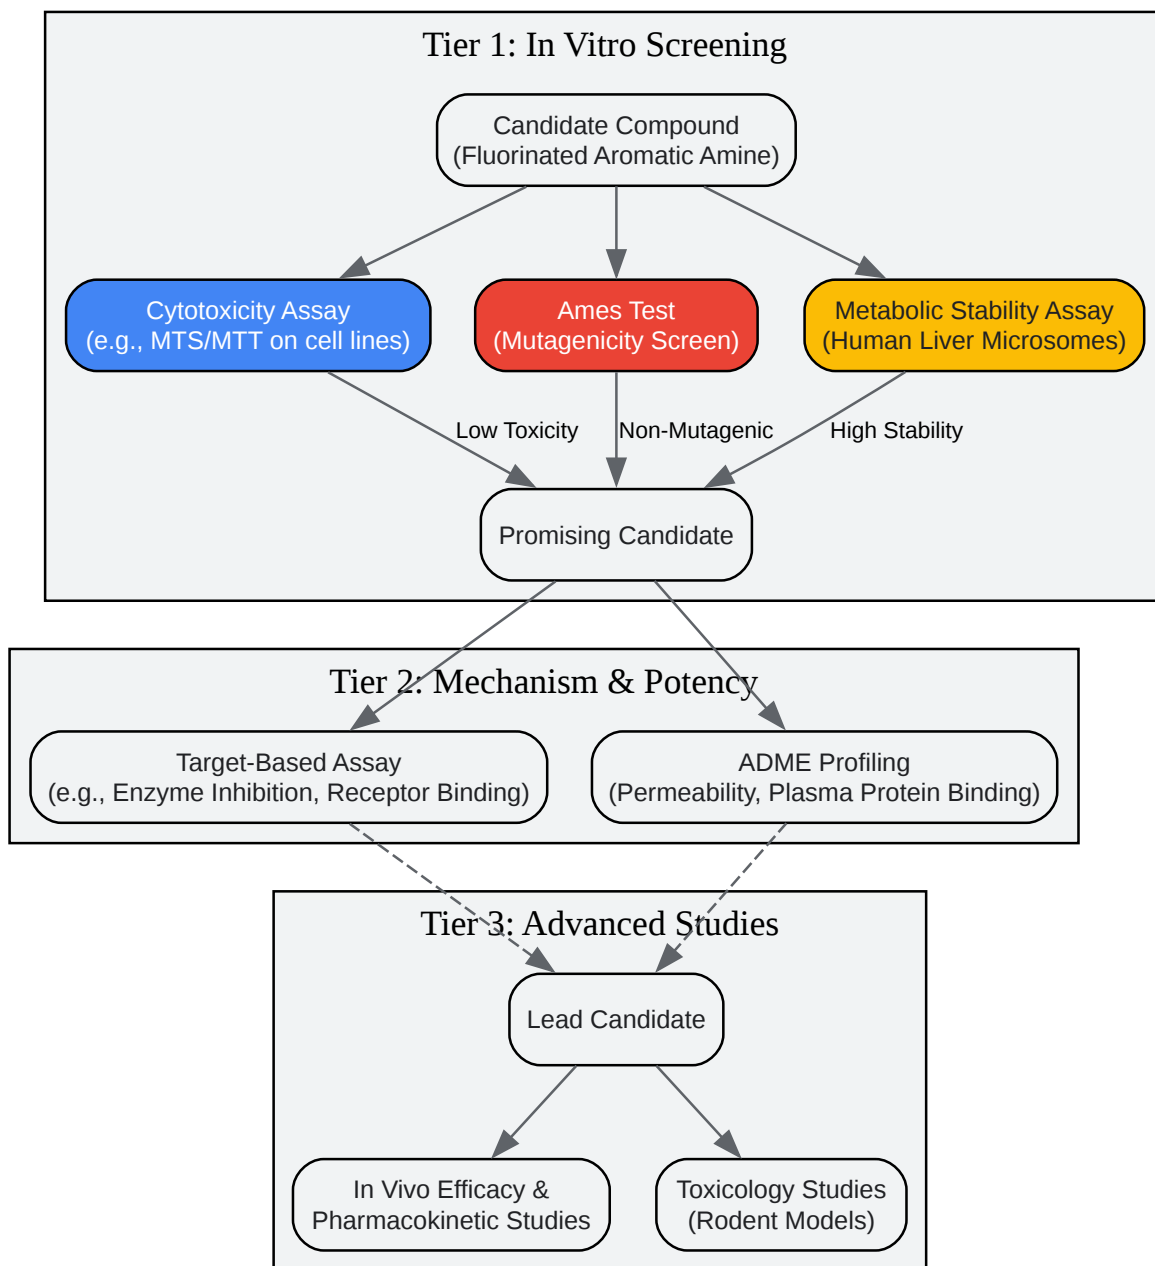 Tier 1: In Vitro Screening
Candidate Compound
(Fluorinated Aromatic Amine)
Cytotoxicity Assay
(e.g., MTS/MTT on cell lines)
Ames Test
(Mutagenicity Screen)
Metabolic Stability Assay
(Human Liver Microsomes)
Low Toxicity
Non-Mutagenic
High Stability
Promising Candidate
Tier 2: Mechanism & Potency
Target-Based Assay
(e.g., Enzyme Inhibition, Receptor Binding)
ADME Profiling
(Permeability, Plasma Protein Binding)
Tier 3: Advanced Studies
Lead Candidate
In Vivo Efficacy &
Pharmacokinetic Studies
Toxicology Studies
(Rodent Models)